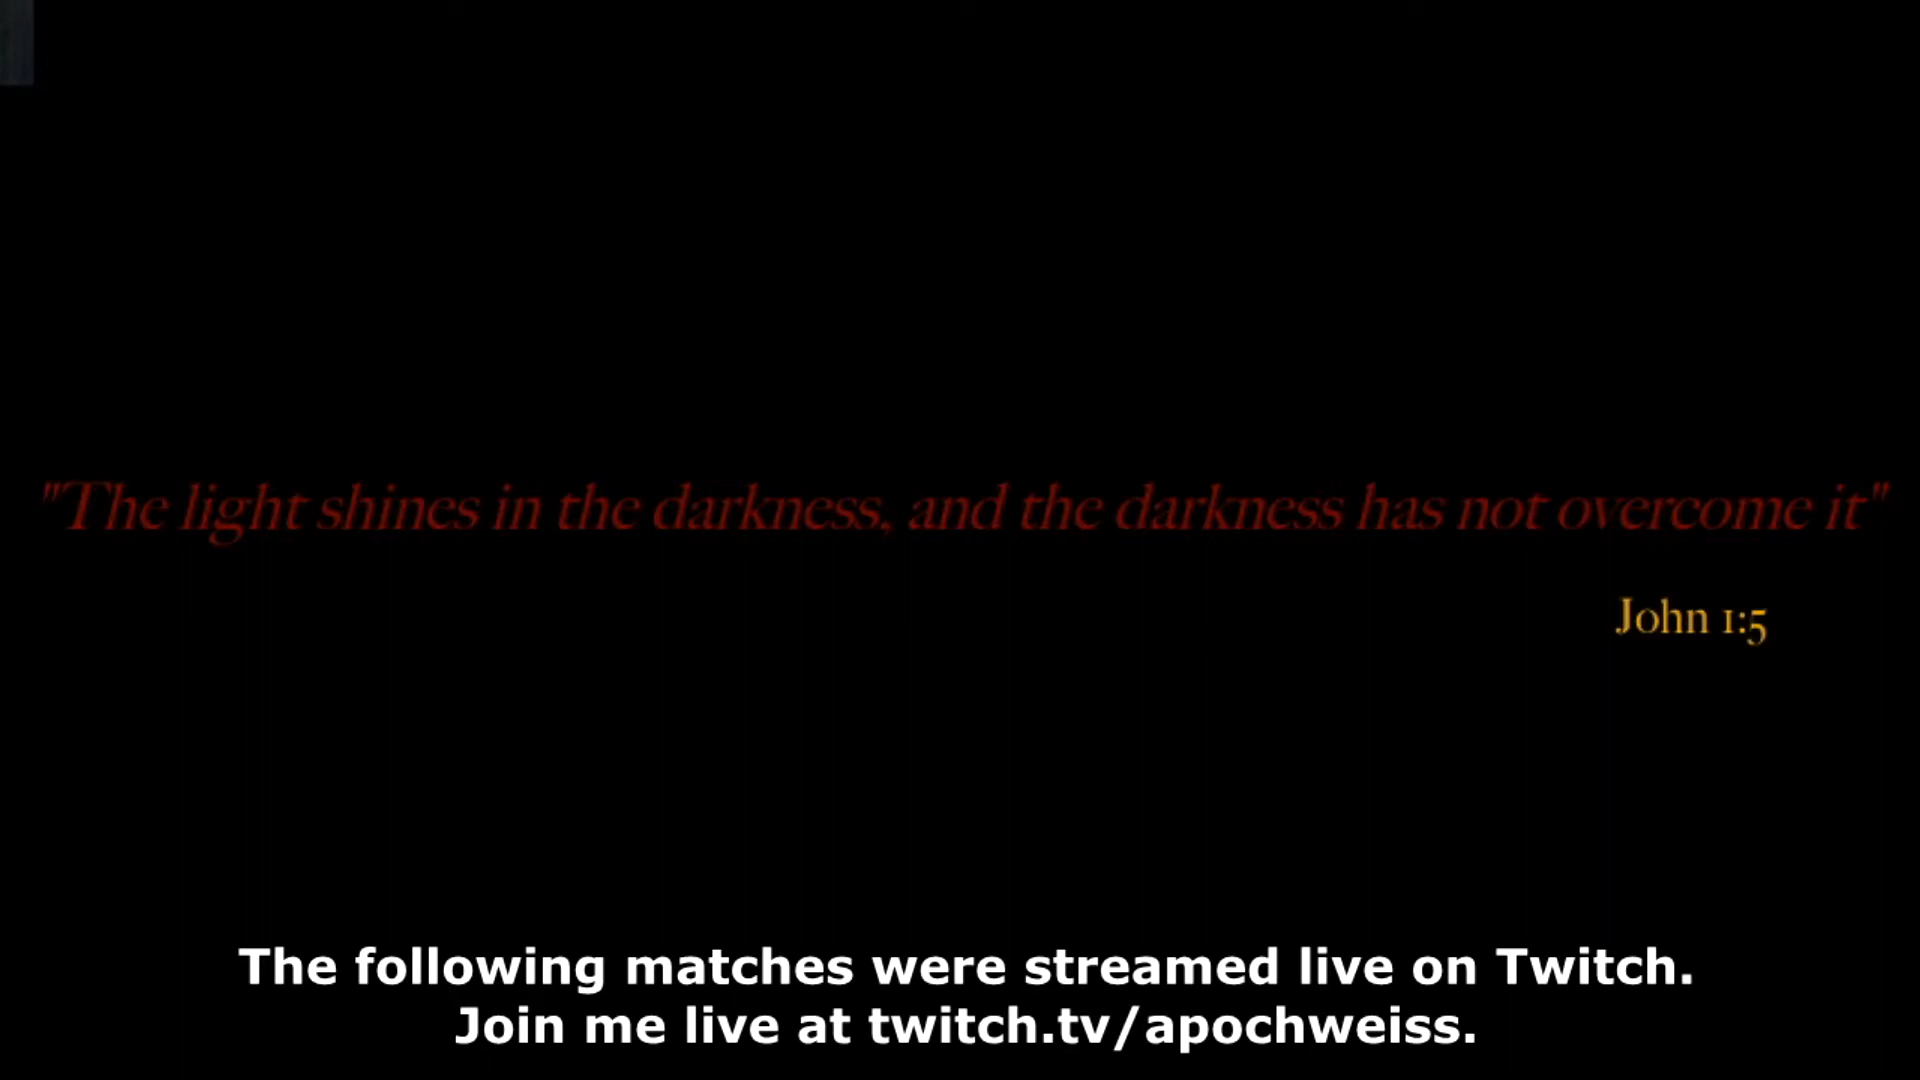 "The light shines in the darkness, and the darkness has not overcome it"
John 1:5
The following matches were streamed live on Twitch.
Join me live at twitch.tv/apochweiss.